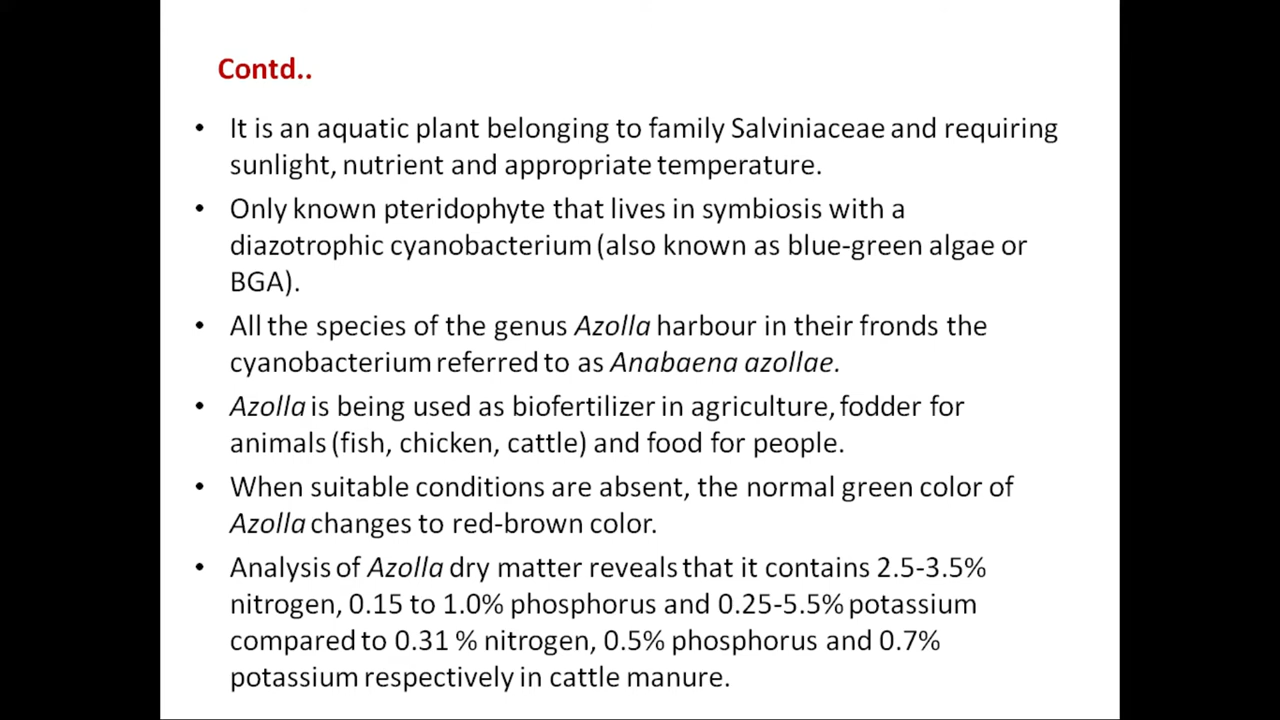 Contd..
• It is an aquatic plant belonging to family Salviniaceae and requiring
sunlight, nutrient and appropriate temperature.
• Only known pteridophyte that lives in symbiosis with a
diazotrophic cyanobacterium (also known as blue-green algae or
BGA).
• All the species of the genus Azolla harbour in their fronds the
cyanobacterium referred to as Anabaena azollae.
• Azolla is being used as biofertilizer in agriculture, fodder for
animals (fish, chicken, cattle) and food for people.
• When suitable conditions are absent, the normal green color of
Azolla changes to red-brown color.
• Analysis of Azolla dry matter reveals that it contains 2.5-3.5%
nitrogen, 0.15 to 1.0% phosphorus and 0.25-5.5% potassium
compared to 0.31 % nitrogen, 0.5% phosphorus and 0.7%
potassium respectively in cattle manure.